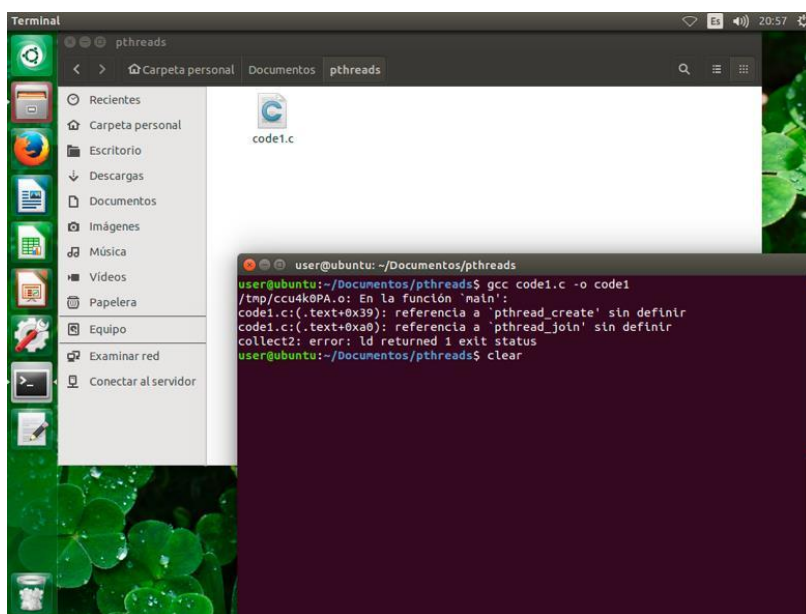 Terminal
Es
20:57
pthreads
Carpeta personal Documentos pthreads
Recientes
Carpeta personal
Escritorio
Descargas
Documentos
Imágenes
Música
Vídeos
Papelera
Equipo
Examinar red
Conectar al servidor
C
code1.c
user@ubuntu: ~/Documentos/pthreads
user@ubuntu:~/Documentos/pthreads$ gcc code1.c -o code1
/tmp/ccu4k0PA.o: En la función `main':
code1.c:(.text+0x39): referencia a `pthread_create' sin definir
code1.c:(.text+0xa0): referencia a `pthread_join' sin definir
collect2: error: ld returned 1 exit status
user@ubuntu:~/Documentos/pthreads$ clear